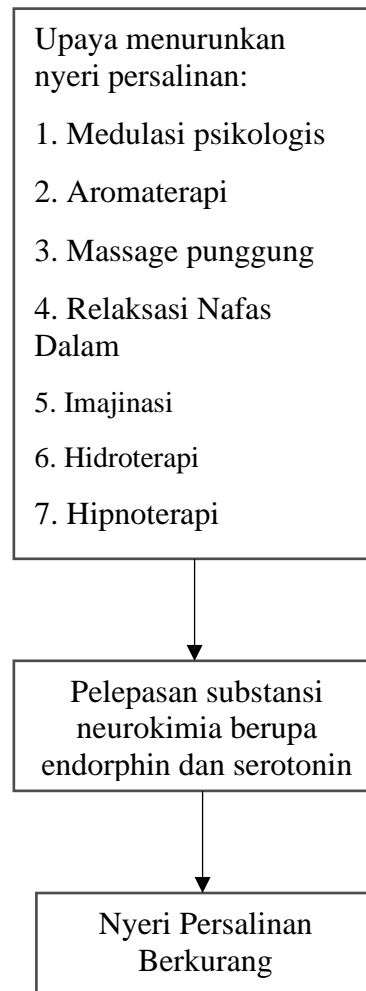 Upaya menurunkan
nyeri persalinan:
1. Medulasi psikologis
2. Aromaterapi
3. Massage punggung
4. Relaksasi Nafas
Dalam
5. Imajinasi
6. Hidroterapi
7. Hipnoterapi
Pelepasan substansi
neurokimia berupa
endorphin dan serotonin
Nyeri Persalinan
Berkurang